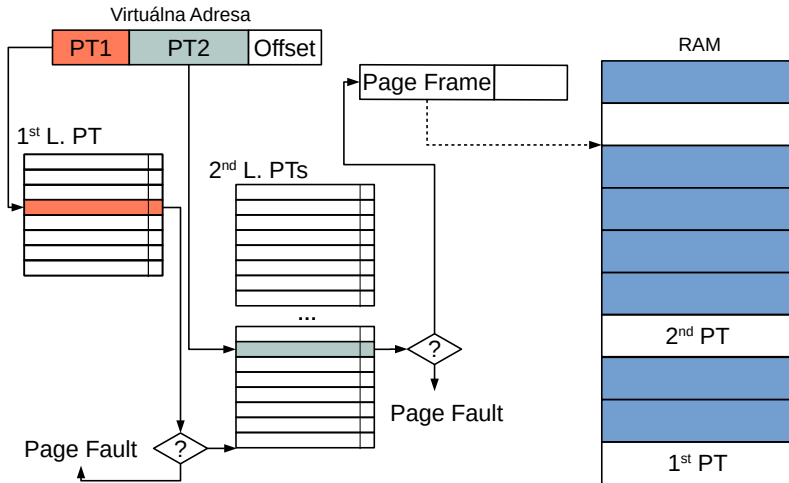 Virtuálna Adresa
PT1 PT2 Offset
RAM
Page Frame
1st L. PT
2nd L. PTs
...
2nd PT
?
Page Fault
Page Fault
?
1st PT